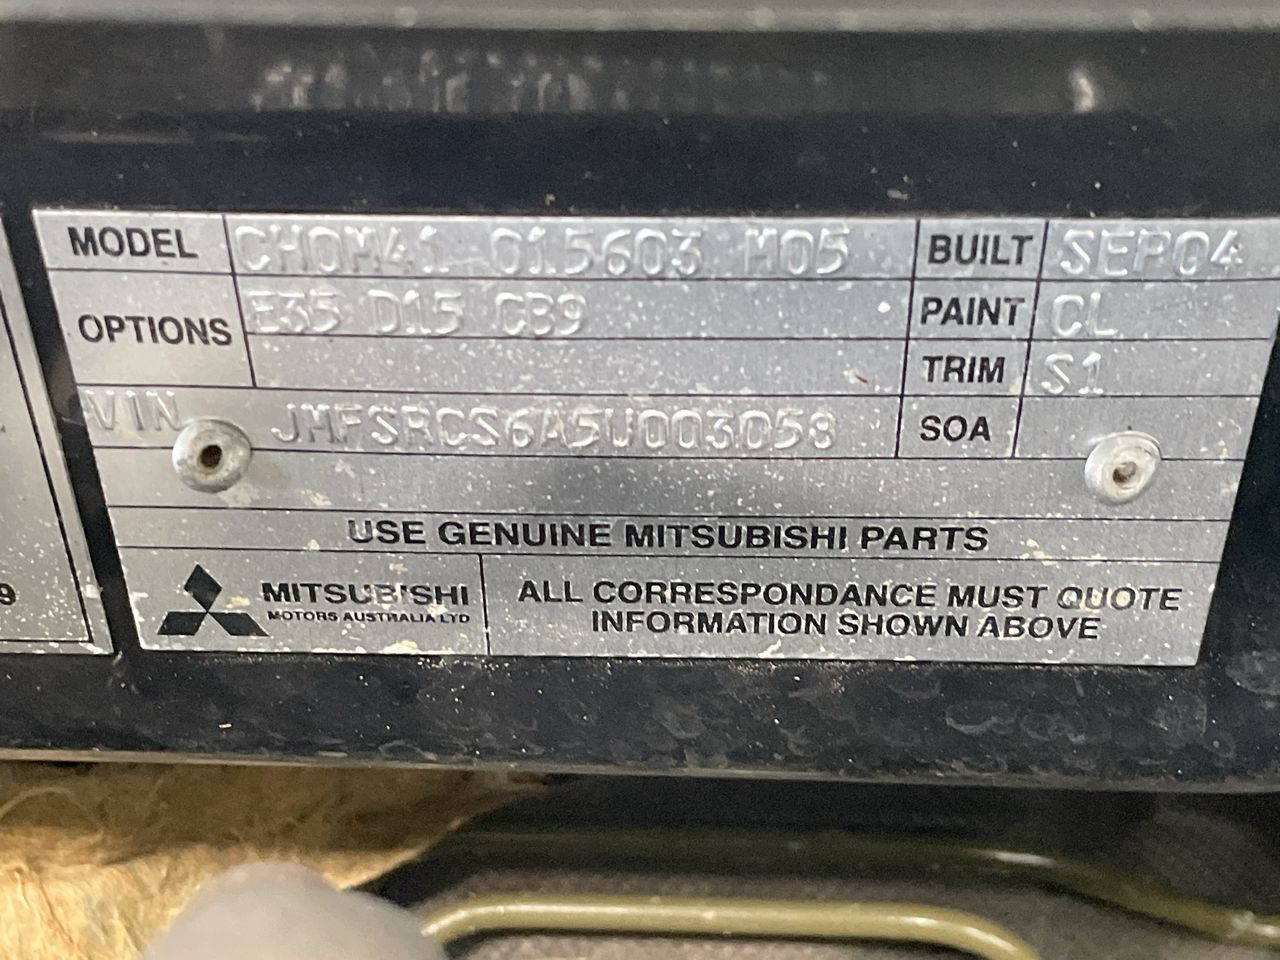 MODEL CH0M41 015603 M05 BUILT SEP04
OPTIONS E35 D15 CB9 PAINT CL
TRIM S1
VIN JMFSRCS6A5U003058 SOA
USE GENUINE MITSUBISHI PARTS
MITSUBISHI
MOTORS AUSTRALIA LTD
ALL CORRESPONDANCE MUST QUOTE
INFORMATION SHOWN ABOVE
9